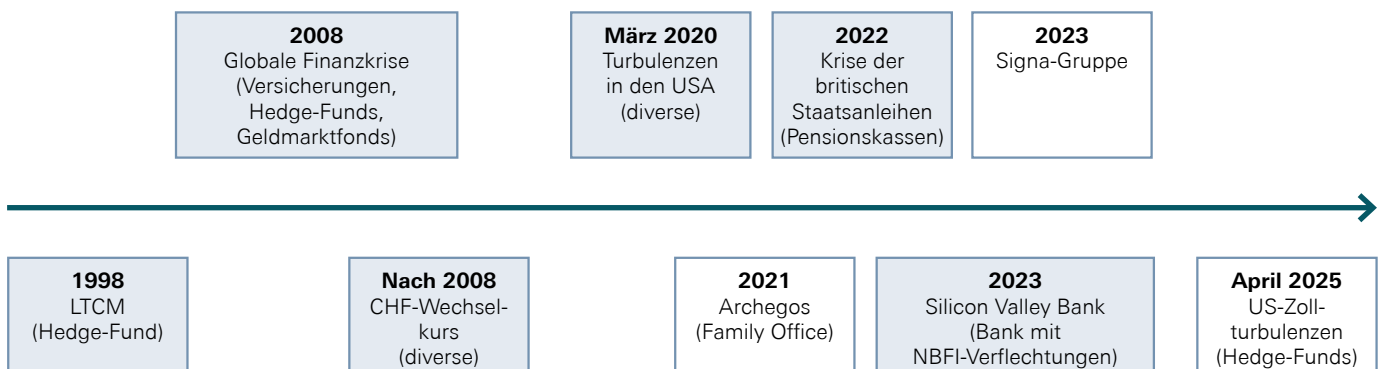 2008
Globale Finanzkrise
(Versicherungen,
Hedge-Funds,
Geldmarktfonds)
März 2020
Turbulenzen
in den USA
(diverse)
2022
Krise der
britischen
Staatsanleihen
(Pensionskassen)
2023
Signa-Gruppe
1998
LTCM
(Hedge-Fund)
Nach 2008
CHF-Wechsel-
kurs
(diverse)
2021
Archegos
(Family Office)
2023
Silicon Valley Bank
(Bank mit
NBFI-Verflechtungen)
April 2025
US-Zoll-
turbulenzen
(Hedge-Funds)